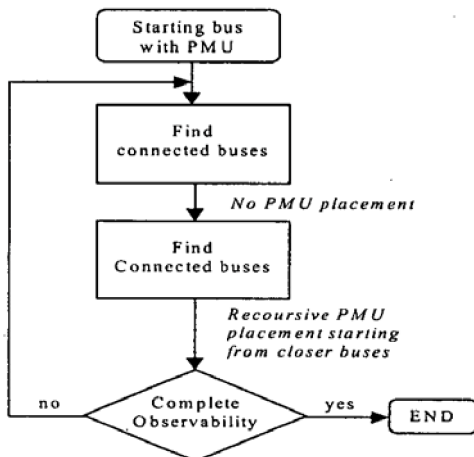 Starting bus
with PMU
Find
connected buses
No PMU placement
Find
Connected buses
Recoursive PMU
placement starting
from closer buses
no
Complete
Observability
yes
END